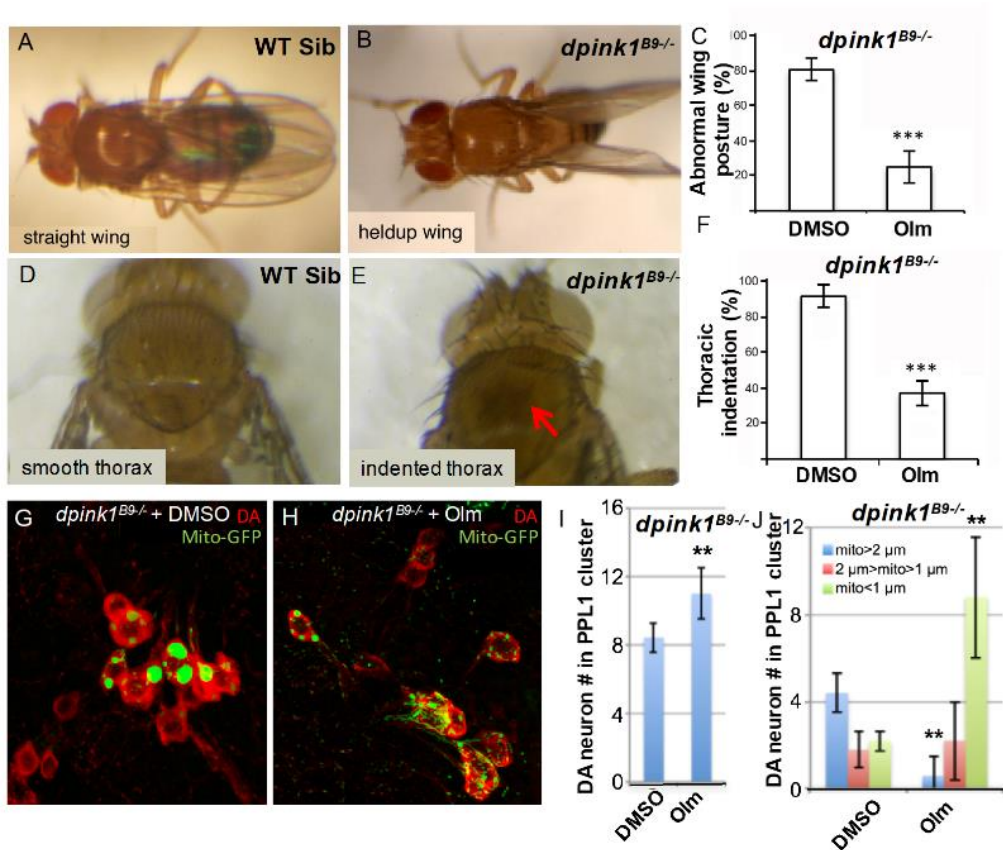 A
WT Sib
straight wing
B
dpink1B9-/-
heldup wing
C
dpink1B9-/-
Abnormal wing
posture (%)
100
80
60
40
20
***
DMSO
Olm
D
WT Sib
smooth thorax
E
dpink1B9-/-
indented thorax
F
dpink1B9-/-
Thoracic
indentation (%)
100
80
60
40
20
***
DMSO
Olm
G
dpink1B9-/- + DMSO
DA
Mito-GFP
H
dpink1B9-/- + Olm
DA
Mito-GFP
I
dpink1B9-/-
DA neuron # in PPL1 cluster
16
12
8
4
0
**
DMSO
Olm
J
dpink1B9-/-
DA neuron # in PPL1 cluster
12
8
4
0
mito>2 μm
2 μm>mito>1 μm
mito<1 μm
**
**
DMSO
Olm